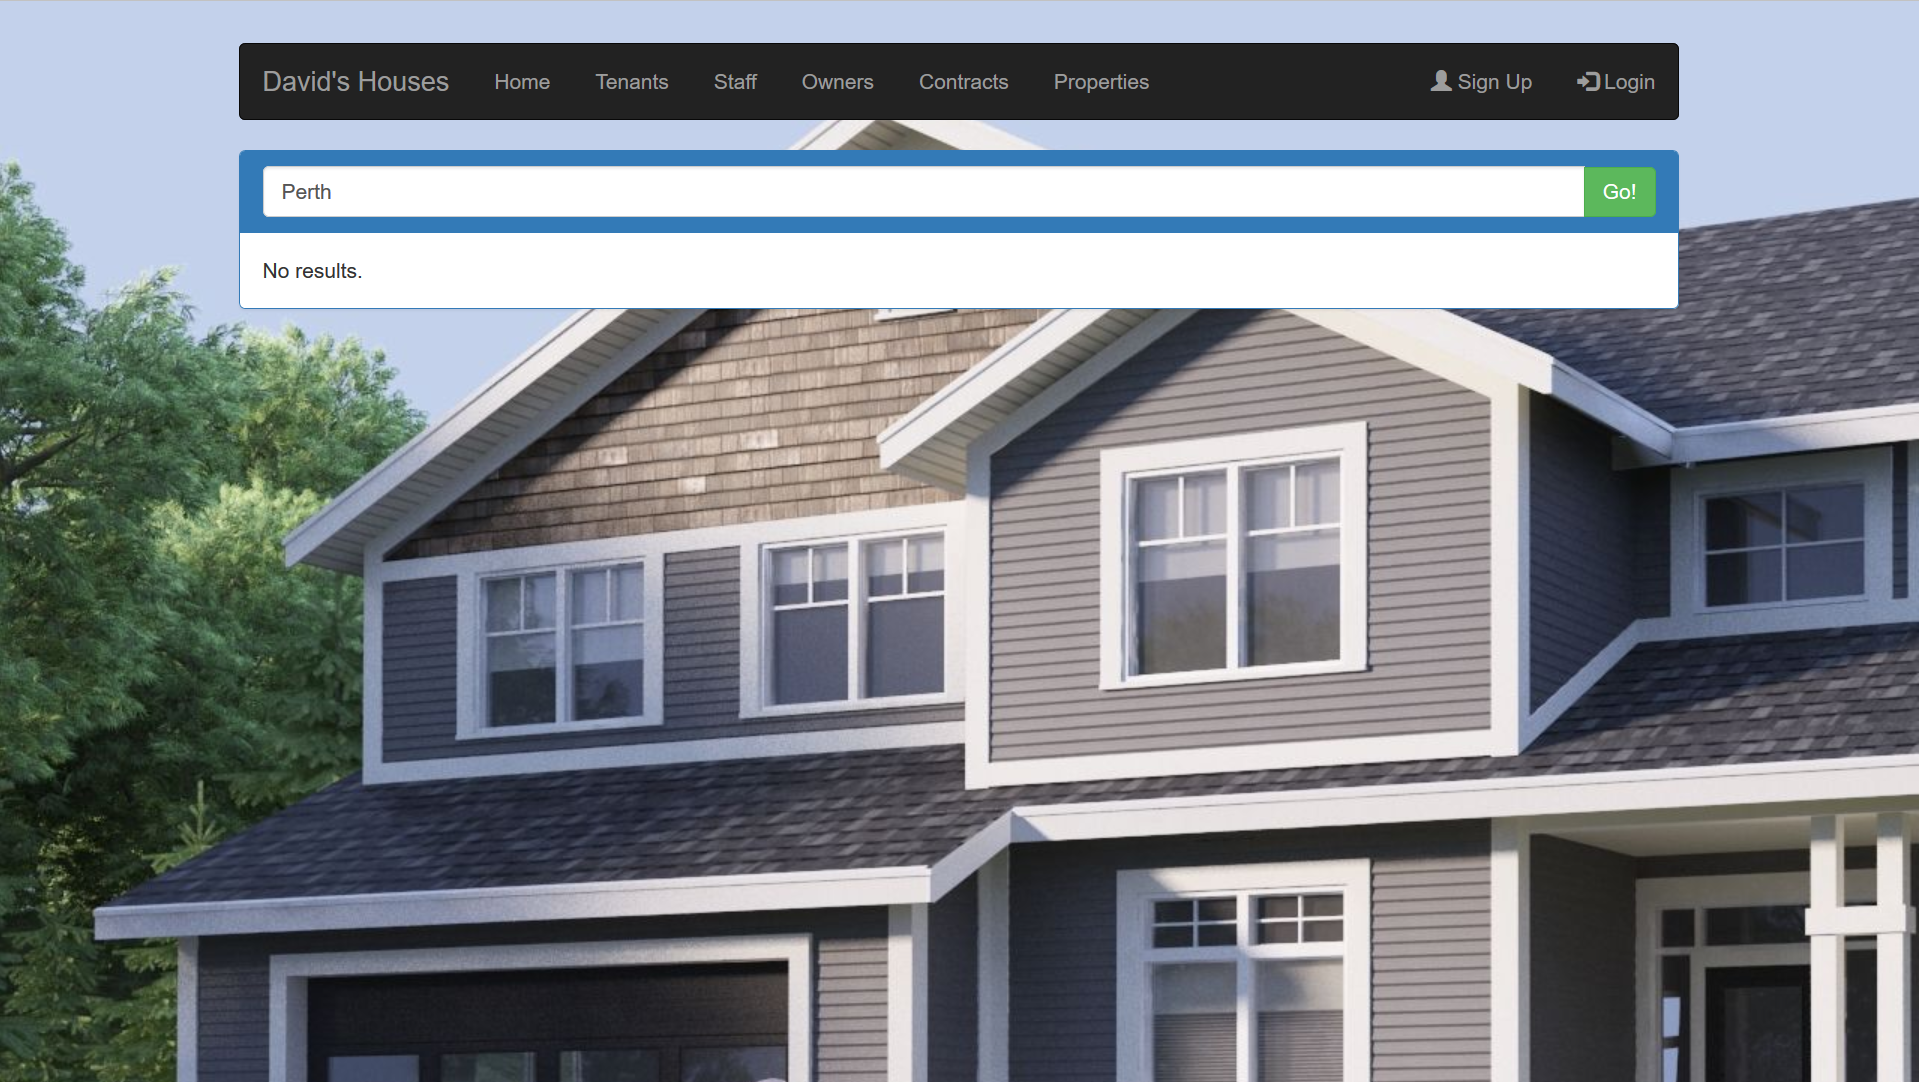 David's Houses Home Tenants Staff Owners Contracts Properties Sign Up Login
Perth Go!
No results.